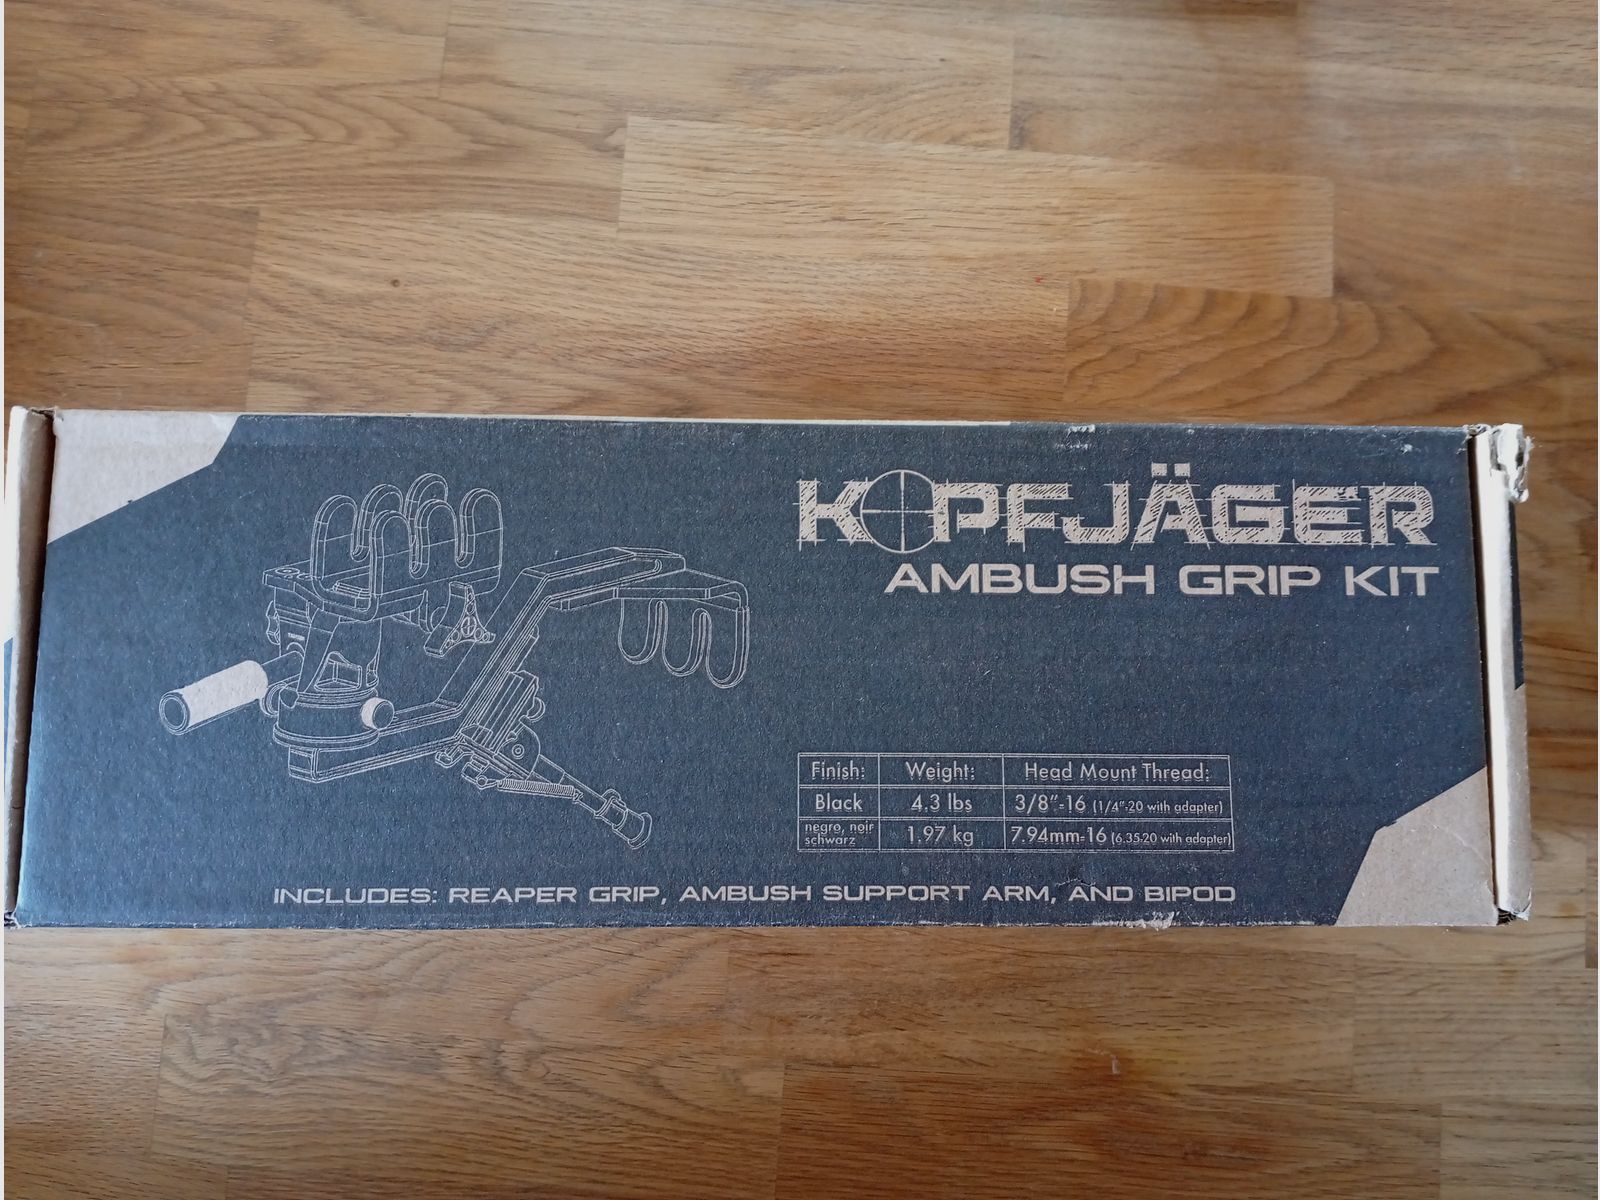 KOPFJÄGER
AMBUSH GRIP KIT
Finish: Weight: Head Mount Thread:
Black 4.3 lbs 3/8"-16 (1/4"-20 with adapter)
negro, noir
schwarz 1.97 kg 7.94mm-16 (6.35-20 with adapter)
INCLUDES: REAPER GRIP, AMBUSH SUPPORT ARM, AND BIPOD